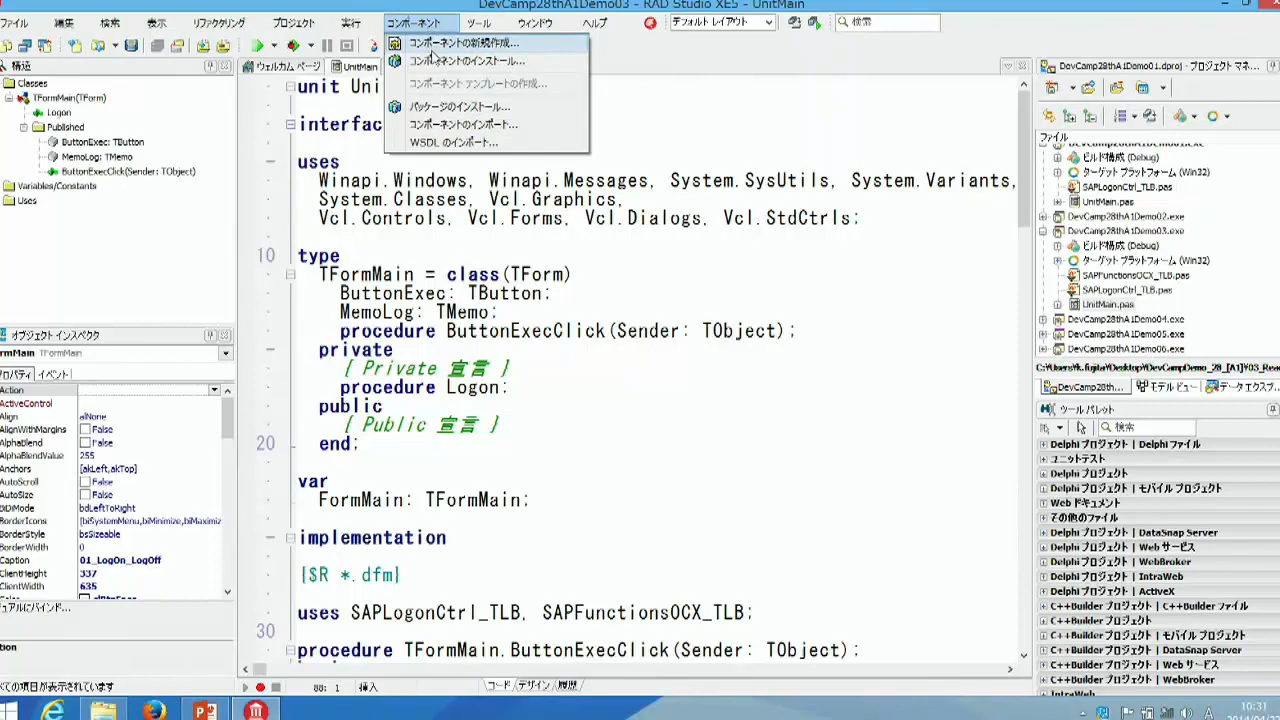 DevCamp28thA1Demo03 - RAD Studio XE5 - UnitMain
ファイル 編集 検索 表示 リファクタリング プロジェクト 実行 コンポーネント ツール ウィンドウ ヘルプ デフォルト レイアウト 検索
コンポーネントの新規作成...
コンポーネントのインストール...
コンポーネント テンプレートの作成...
パッケージのインストール...
コンポーネントのインポート...
WSDL のインポート...
構造
Classes
TFormMain(TForm)
Logon
Published
ButtonExec: TButton
MemoLog: TMemo
ButtonExecClick(Sender: TObject)
Variables/Constants
Uses
オブジェクト インスペクタ
TFormMain
イベント
Action
ActiveControl
Align alNone
AlignWithMargins False
AlphaBlend False
AlphaBlendValue 255
Anchors [akLeft,akTop]
AutoScroll False
AutoSize False
BiDiMode bdLeftToRight
BorderIcons [biSystemMenu,biMinimize,biMaximiz
BorderStyle bsSizeable
BorderWidth 0
Caption 01_LogOn_LogOff
ClientHeight 337
ClientWidth 635
ウェルカム ページ UnitMain
unit Uni
interfac
uses
Winapi.Windows, Winapi.Messages, System.SysUtils, System.Variants,
System.Classes, Vcl.Graphics,
Vcl.Controls, Vcl.Forms, Vcl.Dialogs, Vcl.StdCtrls;
10 type
TFormMain = class(TForm)
ButtonExec: TButton;
MemoLog: TMemo;
procedure ButtonExecClick(Sender: TObject);
private
{ Private 宣言 }
procedure Logon;
public
{ Public 宣言 }
20 end;
var
FormMain: TFormMain;
implementation
{$R *.dfm}
uses SAPLogonCtrl_TLB, SAPFunctionsOCX_TLB;
30
procedure TFormMain.ButtonExecClick(Sender: TObject);
88: 1 挿入 コード デザイン 履歴
DevCamp28thA1Demo01.dproj - プロジェクト マネ...
ファイル
ビルド構成 (Debug)
ターゲット プラットフォーム (Win32)
SAPLogonCtrl_TLB.pas
UnitMain.pas
DevCamp28thA1Demo02.exe
DevCamp28thA1Demo03.exe
ビルド構成 (Debug)
ターゲット プラットフォーム (Win32)
SAPFunctionsOCX_TLB.pas
SAPLogonCtrl_TLB.pas
UnitMain.pas
DevCamp28thA1Demo04.exe
DevCamp28thA1Demo05.exe
DevCamp28thA1Demo06.exe
C:\Users\k.fujita\Desktop\DevCampDemo_28_[A1]\03_Rea
DevCamp28th... モデル ビュー データ エクスプ...
ツール パレット
検索
Delphi プロジェクト | Delphi ファイル
ユニットテスト
Delphi プロジェクト
Delphi プロジェクト | モバイル プロジェクト
Web ドキュメント
その他のファイル
Delphi プロジェクト | DataSnap Server
Delphi プロジェクト | Web サービス
Delphi プロジェクト | WebBroker
Delphi プロジェクト | IntraWeb
Delphi プロジェクト | ActiveX
C++Builder プロジェクト | C++Builder ファイル
C++Builder プロジェクト
C++Builder プロジェクト | モバイル プロジェクト
C++Builder プロジェクト | DataSnap Server
C++Builder プロジェクト | Web サービス
C++Builder プロジェクト | WebBroker
10:31